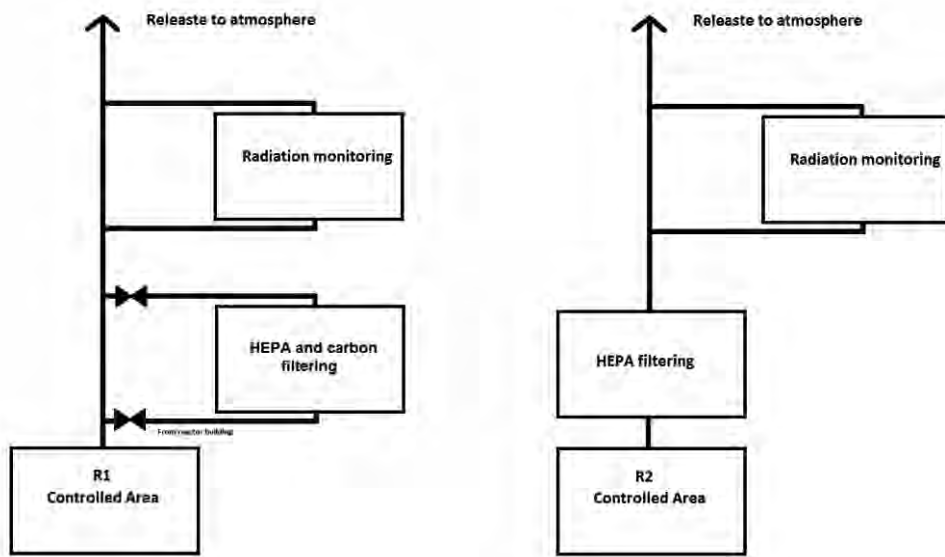 Releaste to atmosphere
Radiation monitoring
HEPA and carbon
filtering
From reactor building
R1
Controlled Area
Releaste to atmosphere
Radiation monitoring
HEPA filtering
R2
Controlled Area